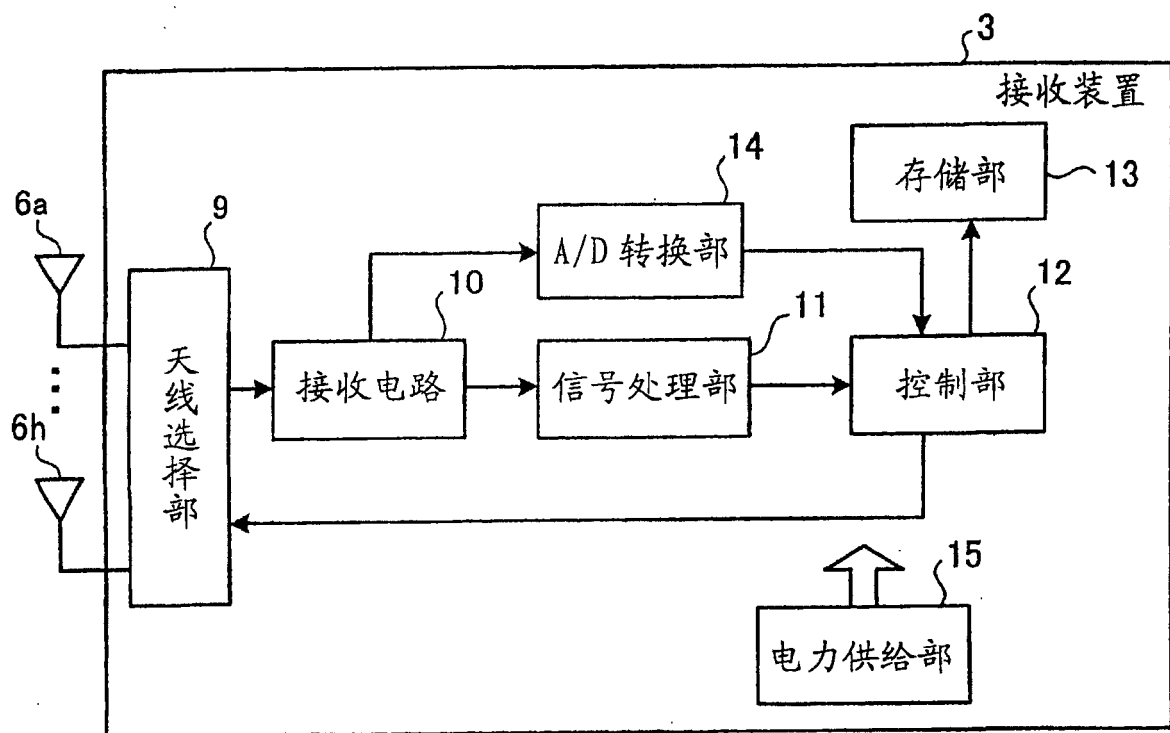 3
接收装置
14
存储部
13
6a
9
A/D 转换部
10
12
11
天线选择部
接收电路
信号处理部
控制部
6h
15
电力供给部